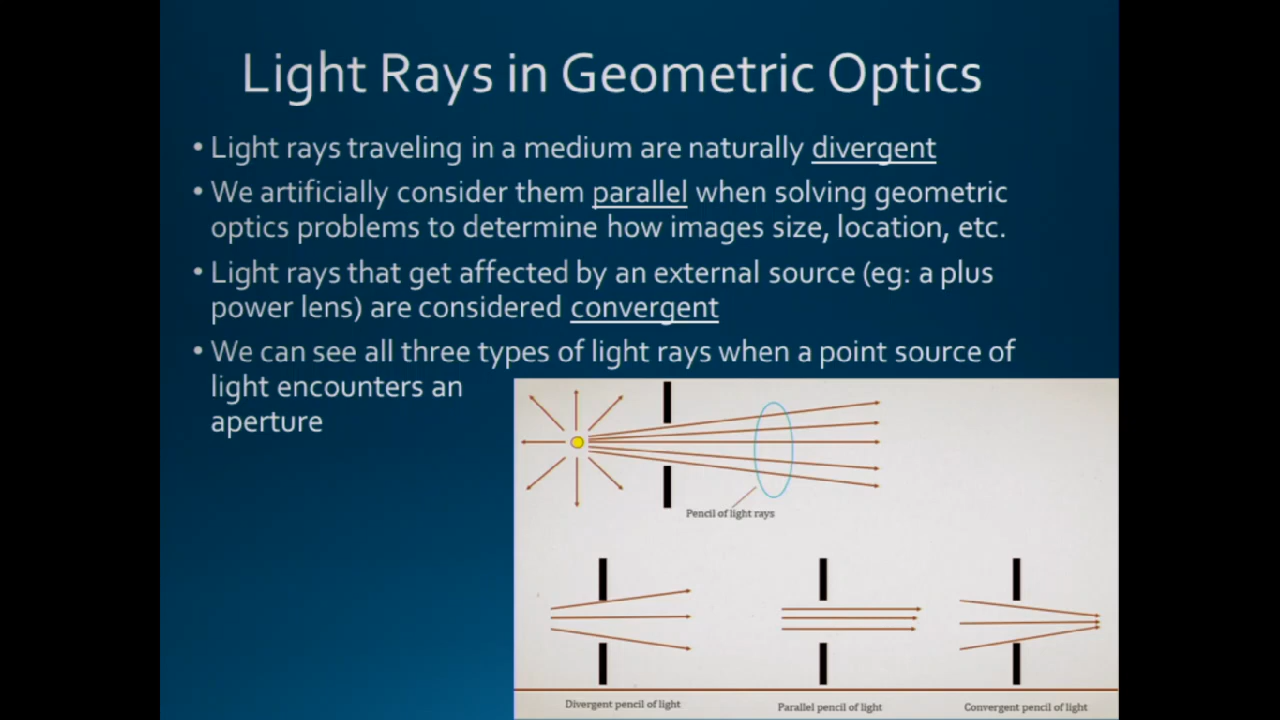 Light Rays in Geometric Optics
• Light rays traveling in a medium are naturally divergent
• We artificially consider them parallel when solving geometric
optics problems to determine how images size, location, etc.
• Light rays that get affected by an external source (eg: a plus
power lens) are considered convergent
• We can see all three types of light rays when a point source of
light encounters an
aperture
Pencil of light rays
Divergent pencil of light
Parallel pencil of light
Convergent pencil of light